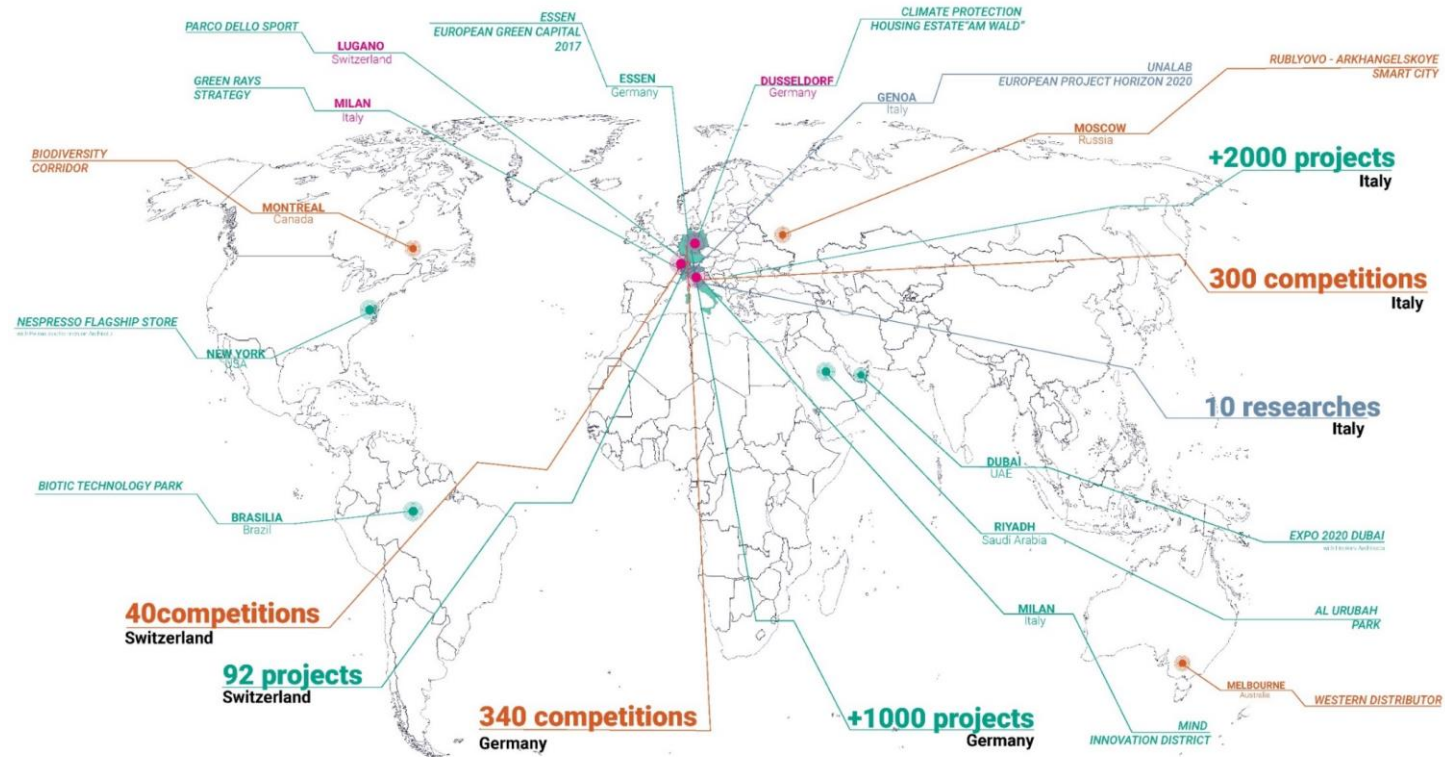 PARCO DELLO SPORT
LUGANO
Switzerland
GREEN RAYS
STRATEGY
MILAN
Italy
ESSEN
EUROPEAN GREEN CAPITAL
2017
ESSEN
Germany
CLIMATE PROTECTION
HOUSING ESTATE"AM WALD"
DUSSELDORF
Germany
UNALAB
EUROPEAN PROJECT HORIZON 2020
GENOA
Italy
RUBLYOVO - ARKHANGELSKOYE
SMART CITY
MOSCOW
Russia
BIODIVERSITY
CORRIDOR
MONTREAL
Canada
+2000 projects
Italy
300 competitions
Italy
NESPRESSO FLAGSHIP STORE
NEW YORK
USA
10 researches
Italy
DUBAI
UAE
EXPO 2020 DUBAI
BIOTIC TECHNOLOGY PARK
BRASILIA
Brazil
RIYADH
Saudi Arabia
AL URUBAH
PARK
MILAN
Italy
MIND
INNOVATION DISTRICT
40competitions
Switzerland
92 projects
Switzerland
340 competitions
Germany
+1000 projects
Germany
MELBOURNE
Australia
WESTERN DISTRIBUTOR